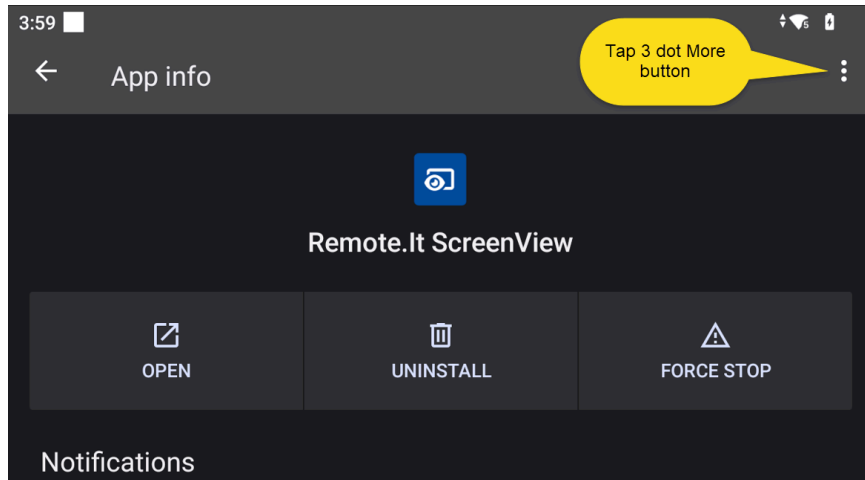 3:59
Tap 3 dot More
button
App info
Remote.It ScreenView
OPEN
UNINSTALL
FORCE STOP
Notifications